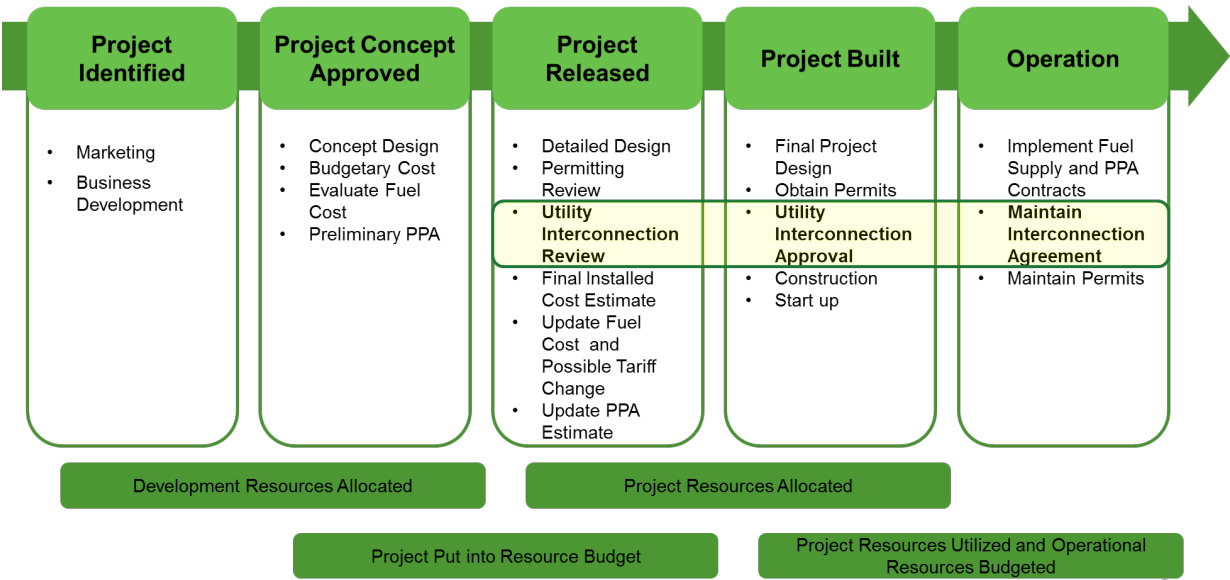 Project
Identified
Project Concept
Approved
Project
Released
Project Built
Operation
• Marketing
• Business
Development
• Concept Design
• Budgetary Cost
• Evaluate Fuel
Cost
• Preliminary PPA
• Detailed Design
• Permitting
Review
• Utility
Interconnection
Review
• Final Installed
Cost Estimate
• Update Fuel
Cost and
Possible Tariff
Change
• Update PPA
Estimate
• Final Project
Design
• Obtain Permits
• Utility
Interconnection
Approval
• Construction
• Start up
• Implement Fuel
Supply and PPA
Contracts
• Maintain
Interconnection
Agreement
• Maintain Permits
Development Resources Allocated
Project Resources Allocated
Project Put into Resource Budget
Project Resources Utilized and Operational
Resources Budgeted